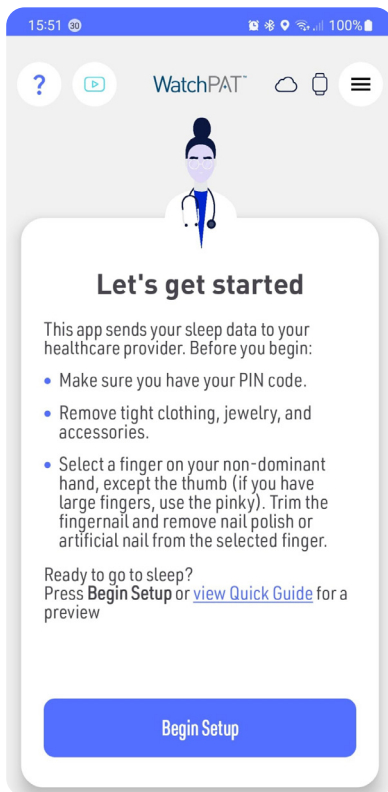 15:51 30 100%
?
WatchPAT™
Let's get started
This app sends your sleep data to your
healthcare provider. Before you begin:
• Make sure you have your PIN code.
• Remove tight clothing, jewelry, and
accessories.
• Select a finger on your non-dominant
hand, except the thumb (if you have
large fingers, use the pinky). Trim the
fingernail and remove nail polish or
artificial nail from the selected finger.
Ready to go to sleep?
Press Begin Setup or view Quick Guide for a
preview
Begin Setup